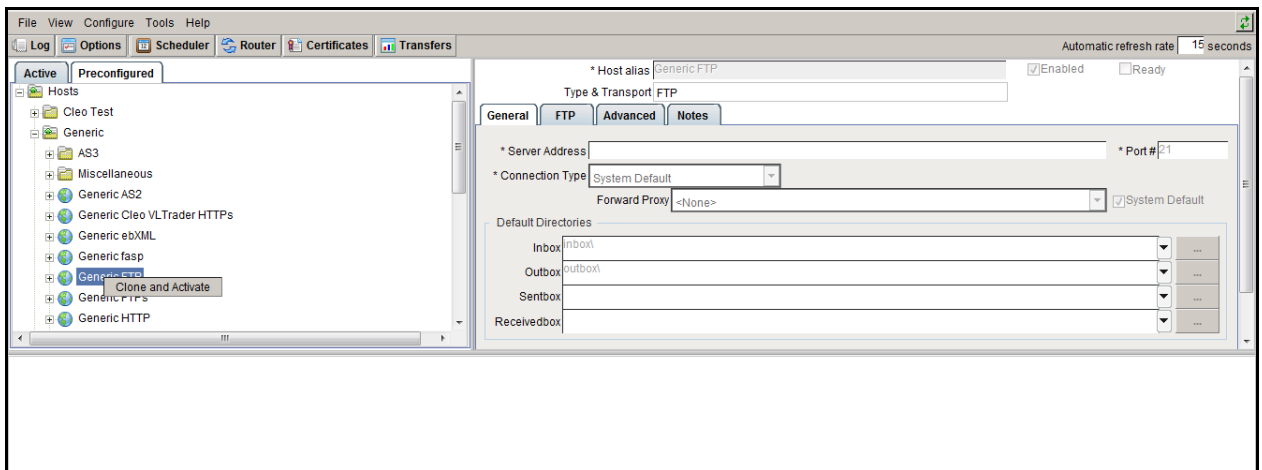 File View Configure Tools Help
Log Options Scheduler Router Certificates Transfers Automatic refresh rate 15 seconds
Active Preconfigured
Hosts
Cleo Test
Generic
AS3
Miscellaneous
Generic AS2
Generic Cleo VLTrader HTTPs
Generic ebXML
Generic fasp
Generic FTP
Clone and Activate
Generic FTPs
Generic HTTP
* Host alias Generic FTP Enabled Ready
Type & Transport FTP
General FTP Advanced Notes
* Server Address * Port # 21
* Connection Type System Default
Forward Proxy <None> System Default
Default Directories
Inbox inbox\ ...
Outbox outbox\ ...
Sentbox ...
Receivedbox ...